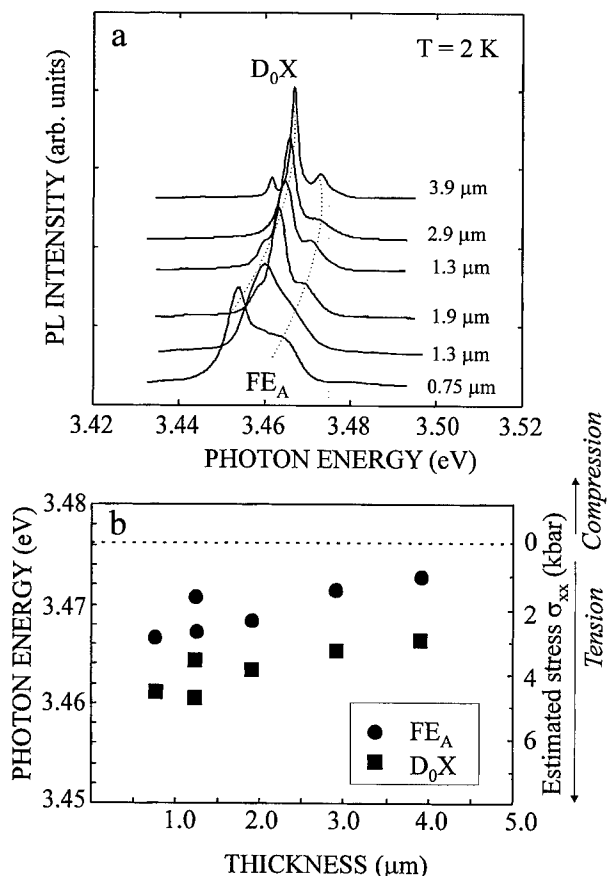 a
T = 2 K
D₀X
PL INTENSITY (arb. units)
3.9 µm
2.9 µm
1.3 µm
1.9 µm
1.3 µm
0.75 µm
FE_A
3.42 3.44 3.46 3.48 3.50 3.52
PHOTON ENERGY (eV)
b
PHOTON ENERGY (eV)
3.48
3.47
3.46
3.45
0
2
4
6
Estimated stress σ_xx (kbar)
Tension Compression
FE_A
D₀X
1.0 2.0 3.0 4.0 5.0
THICKNESS (µm)